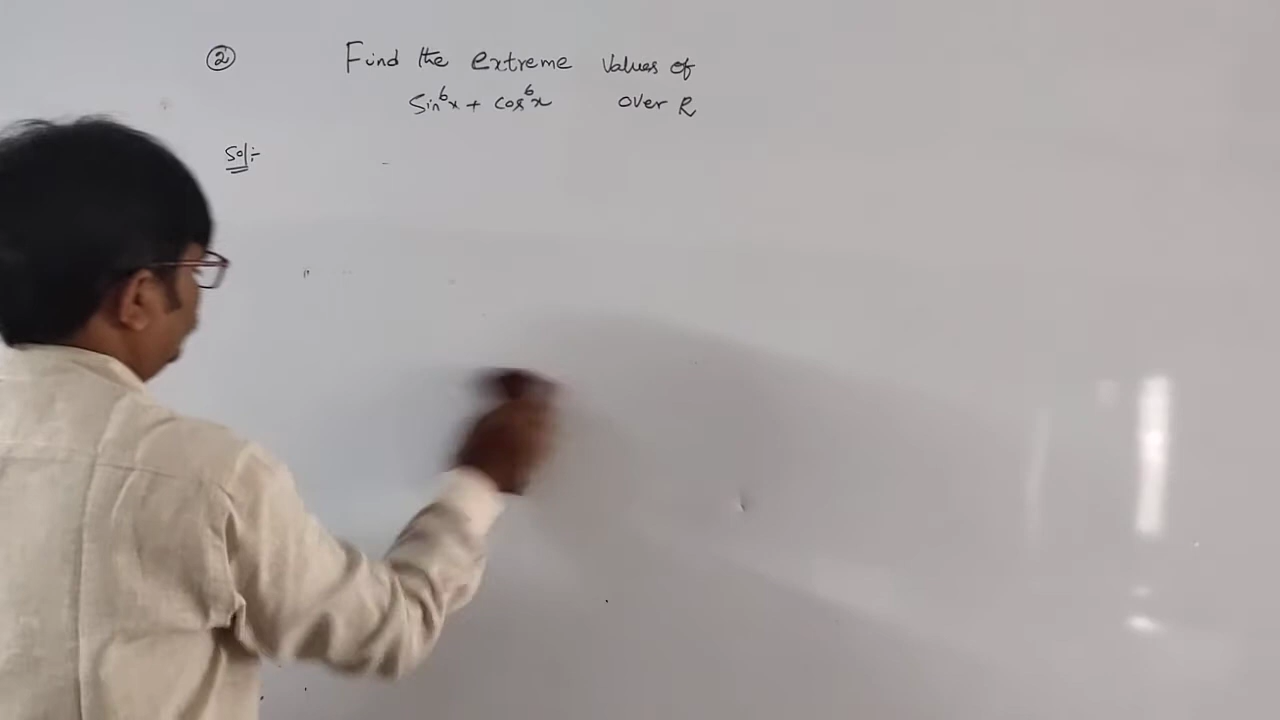 ② Find the extreme values of
Sin⁶x + cos⁶x over R
Sol:-